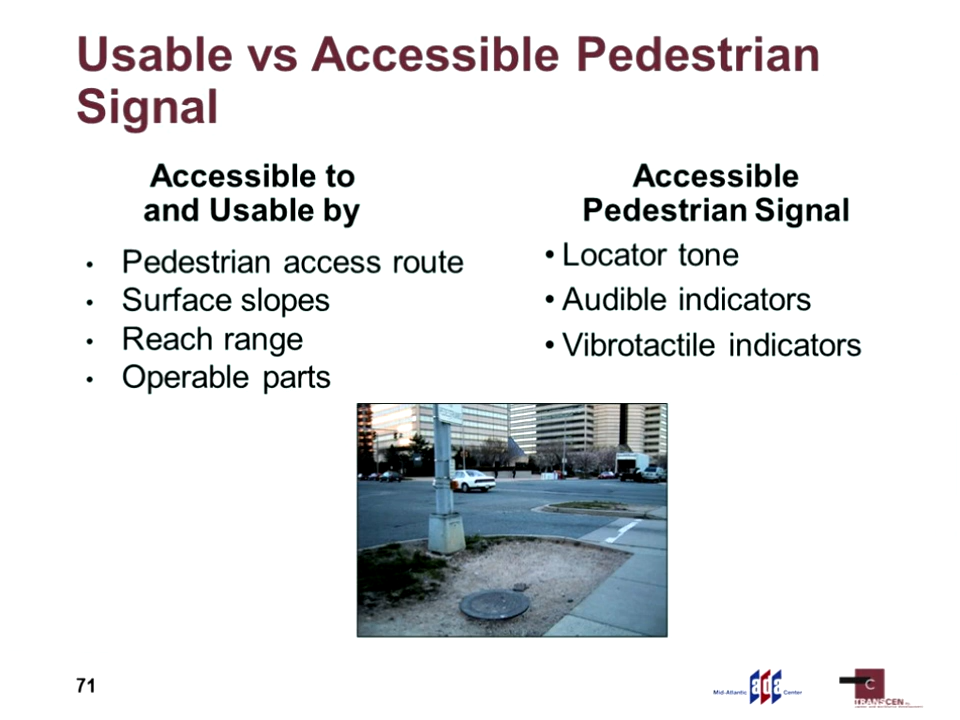 Usable vs Accessible Pedestrian
Signal
Accessible to
and Usable by
• Pedestrian access route
• Surface slopes
• Reach range
• Operable parts
Accessible
Pedestrian Signal
• Locator tone
• Audible indicators
• Vibrotactile indicators
71
Mid-Atlantic ada Center
C
TRANSCEN